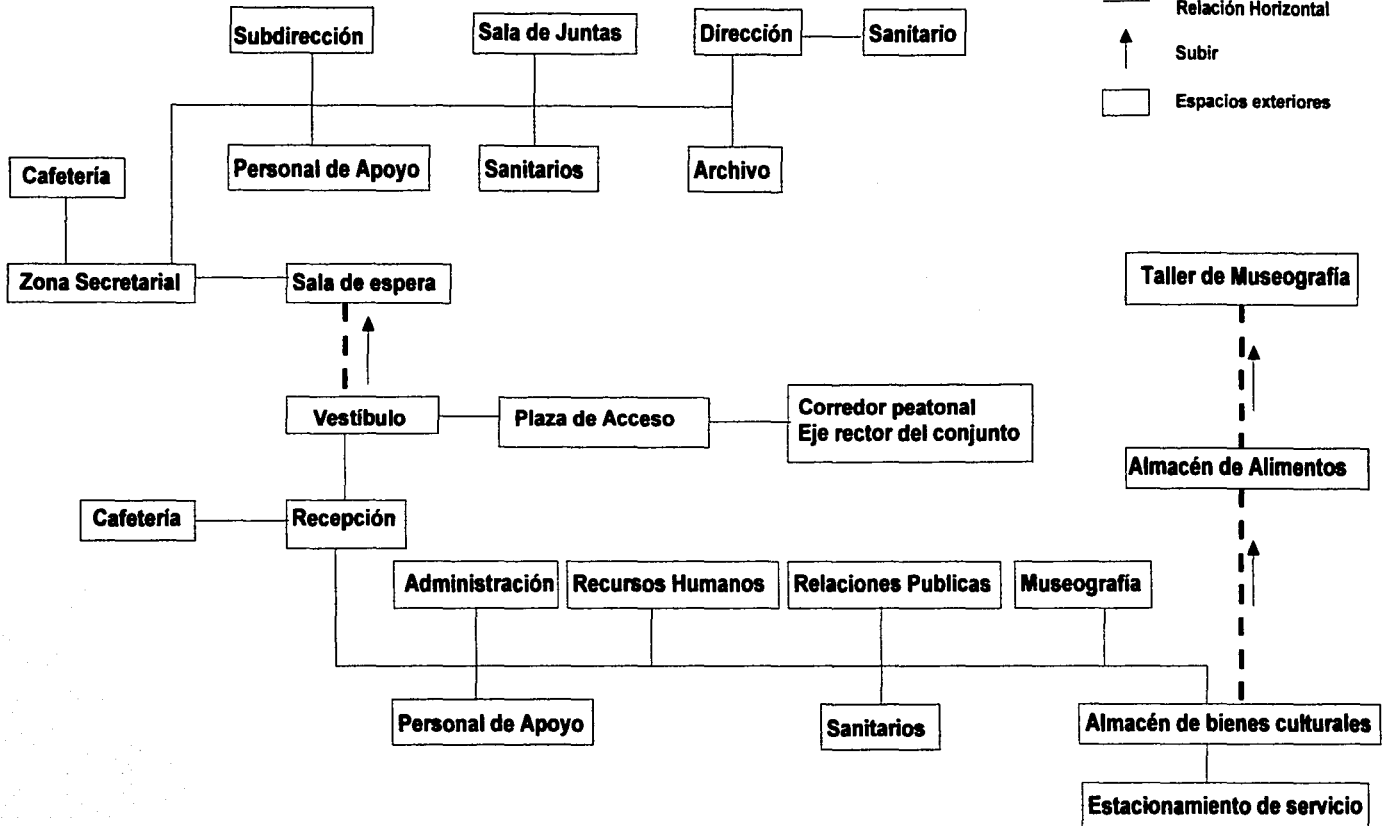 Relación Horizontal
Subdirección
Sala de Juntas
Dirección
Sanitario
Subir
Espacios exteriores
Cafetería
Personal de Apoyo
Sanitarios
Archivo
Zona Secretarial
Sala de espera
Taller de Museografía
Vestíbulo
Plaza de Acceso
Corredor peatonal
Eje rector del conjunto
Almacén de Alimentos
Cafetería
Recepción
Administración
Recursos Humanos
Relaciones Publicas
Museografía
Personal de Apoyo
Sanitarios
Almacén de bienes culturales
Estacionamiento de servicio